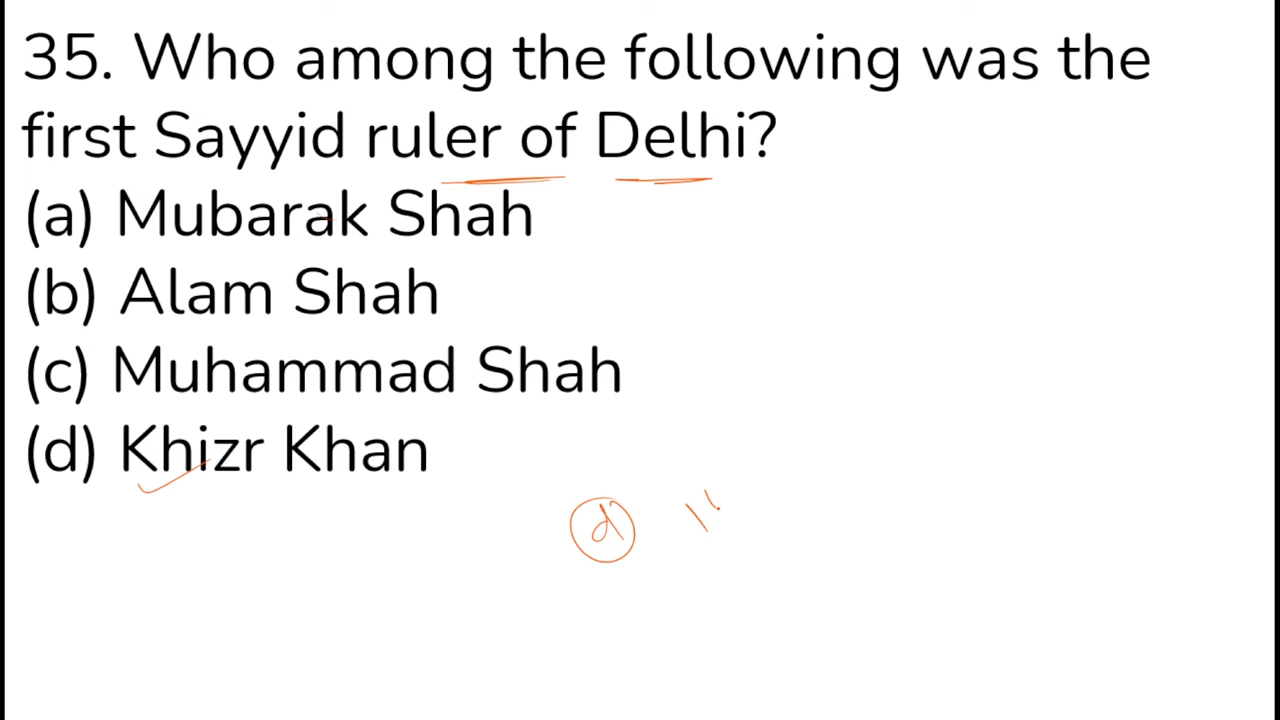 35. Who among the following was the
first Sayyid ruler of Delhi?
(a) Mubarak Shah
(b) Alam Shah
(c) Muhammad Shah
(d) Khizr Khan
d